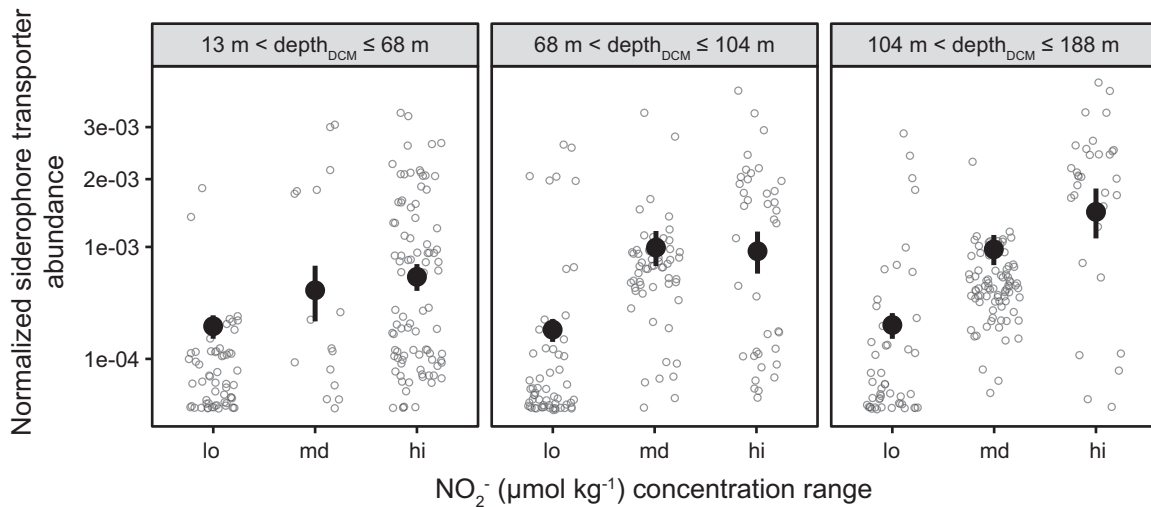 13 m < depth_DCM ≤ 68 m
68 m < depth_DCM ≤ 104 m
104 m < depth_DCM ≤ 188 m
Normalized siderophore transporter
abundance
3e-03
2e-03
1e-03
1e-04
lo md hi
lo md hi
lo md hi
NO₂⁻ (µmol kg⁻¹) concentration range